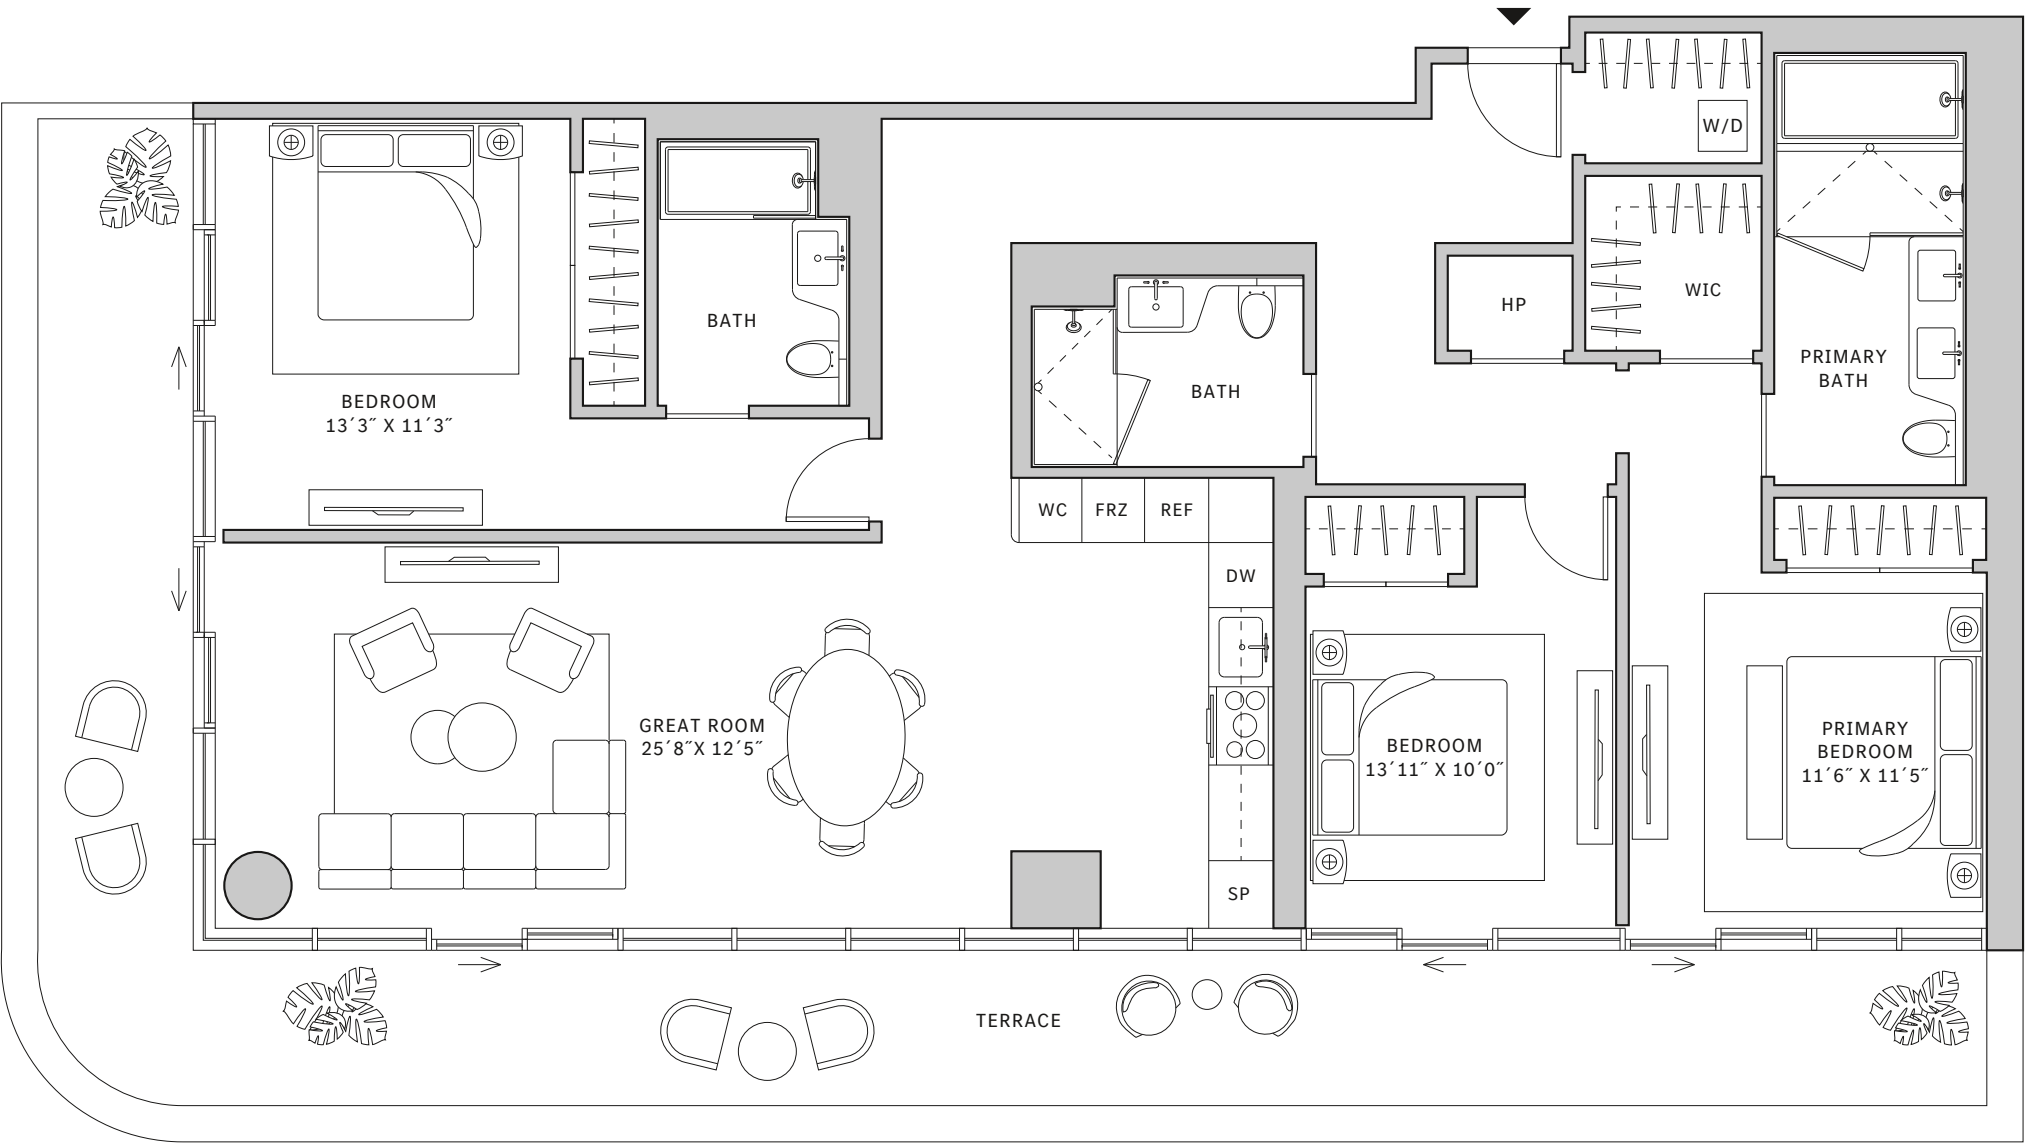 W/D
HP
WIC
BATH
PRIMARY
BATH
BATH
BEDROOM
13´3˝ X 11´3˝
WC
FRZ
REF
DW
GREAT ROOM
25´8˝X 12´5˝
BEDROOM
13´11˝ X 10´0˝
PRIMARY
BEDROOM
11´6˝ X 11´5˝
SP
TERRACE